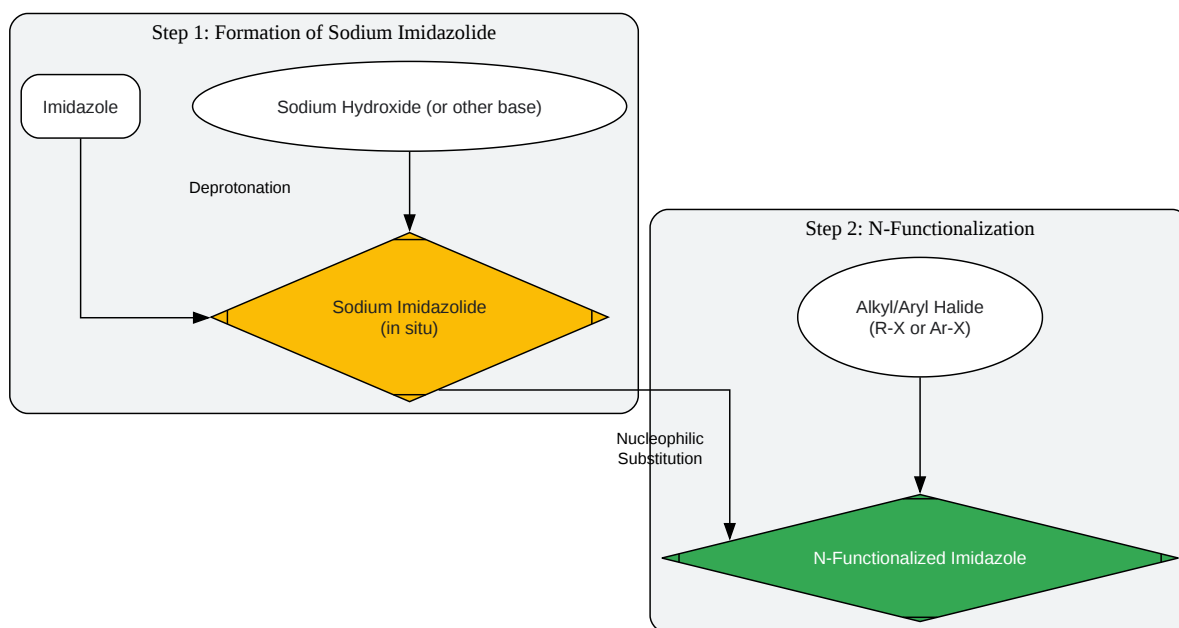 Step 1: Formation of Sodium Imidazolide
Imidazole
Sodium Hydroxide (or other base)
Deprotonation
Sodium Imidazolide
(in situ)
Step 2: N-Functionalization
Alkyl/Aryl Halide
(R-X or Ar-X)
Nucleophilic
Substitution
N-Functionalized Imidazole